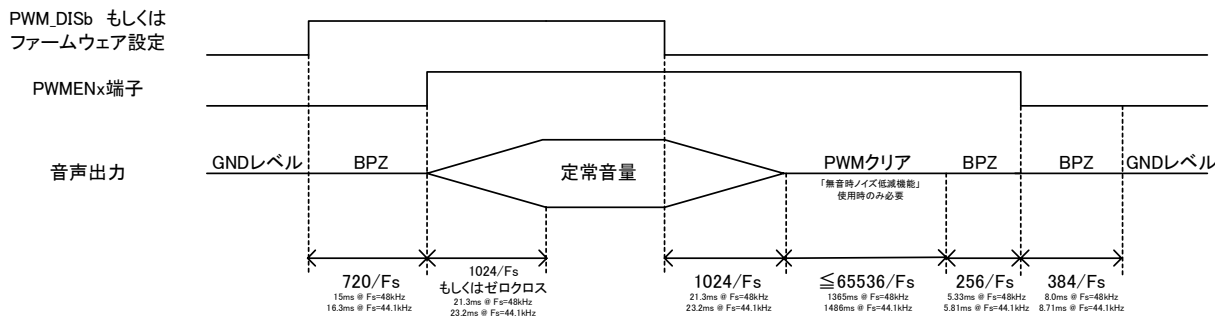 PWM_DISb もしくは
ファームウェア設定
PWMENx端子
音声出力
GNDレベル
BPZ
定常音量
PWMクリア
「無音時ノイズ低減機能」
使用時のみ必要
BPZ
BPZ
GNDレベル
720/Fs
15ms @ Fs=48kHz
16.3ms @ Fs=44.1kHz
1024/Fs
もしくはゼロクロス
21.3ms @ Fs=48kHz
23.2ms @ Fs=44.1kHz
1024/Fs
21.3ms @ Fs=48kHz
23.2ms @ Fs=44.1kHz
≦65536/Fs
1365ms @ Fs=48kHz
1486ms @ Fs=44.1kHz
256/Fs
5.33ms @ Fs=48kHz
5.81ms @ Fs=44.1kHz
384/Fs
8.0ms @ Fs=48kHz
8.71ms @ Fs=44.1kHz